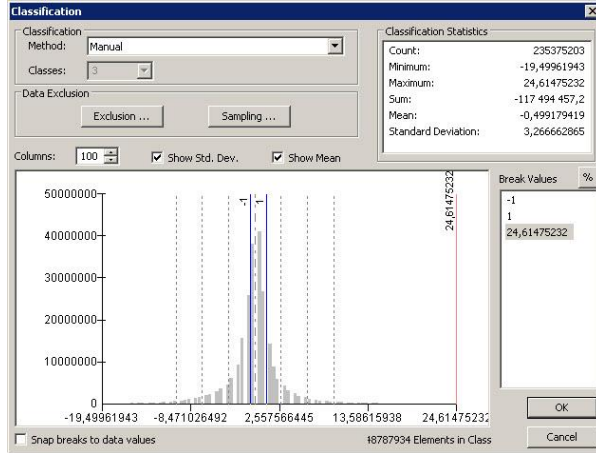 Classification
Classification
Method: Manual
Classes: 3
Data Exclusion
Exclusion ...
Sampling ...
Classification Statistics
Count: 235375203
Minimum: -19,49961943
Maximum: 24,61475232
Sum: -117 494 457,2
Mean: -0,499179419
Standard Deviation: 3,266662865
Columns: 100
Show Std. Dev.
Show Mean
Break Values
%
-1
1
24,61475232
50000000
40000000
30000000
20000000
10000000
0
-1
1
24,61475232
-19,49961943
-8,471026492
2,557566445
13,58615938
24,61475232
Snap breaks to data values
8787934 Elements in Class
OK
Cancel